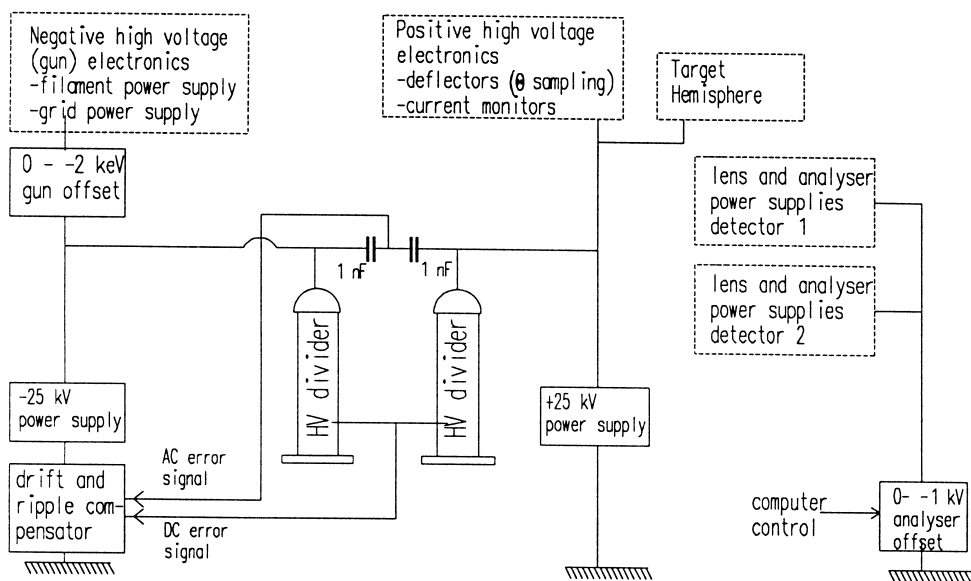 Negative high voltage
(gun) electronics
-filament power supply
-grid power supply
Positive high voltage
electronics
-deflectors (θ sampling)
-current monitors
Target
Hemisphere
0 - -2 keV
gun offset
lens and analyser
power supplies
detector 1
1 nF
1 nF
lens and analyser
power supplies
detector 2
HV divider
HV divider
-25 kV
power supply
+25 kV
power supply
AC error
signal
drift and
ripple com-
pensator
DC error
signal
computer
control
0- -1 kV
analyser
offset